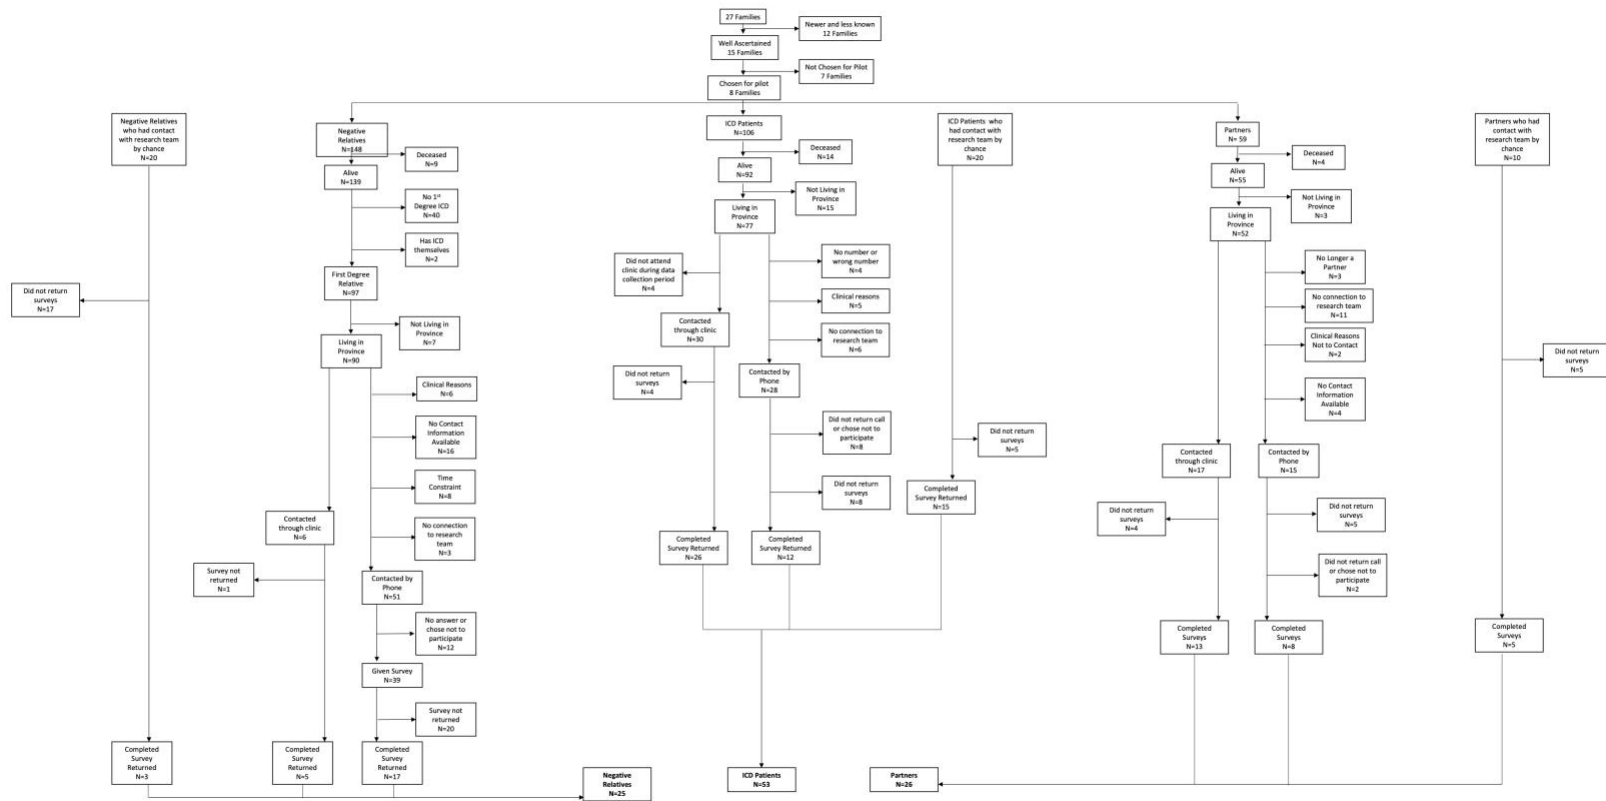 27 Families
Newer and less known
12 Families
Well Ascertained
15 Families
Not Chosen for Pilot
7 Families
Chosen for pilot
8 Families
Negative Relatives
who had contact
with research team
by chance
N=20
Did not return
surveys
N=17
Completed
Survey
Returned
N=3
Negative
Relatives
N=148
Deceased
N=9
Alive
N=139
No 1st
Degree ICD
N=40
Has ICD
themselves
N=2
First Degree
Relative
N=97
Not Living in
Province
N=7
Living in
Province
N=90
Clinical Reasons
N=6
No Contact
Information
Available
N=16
Time
Constraint
N=8
No connection
to research
team
N=3
Contacted
through clinic
N=6
Survey not
returned
N=1
Completed
Survey
Returned
N=5
Contacted by
Phone
N=51
No answer or
chose not to
participate
N=12
Given Survey
N=39
Survey not
returned
N=20
Completed
Survey
Returned
N=17
Negative
Relatives
N=25
ICD Patients
N=106
Deceased
N=14
Alive
N=92
Not Living in
Province
N=15
Living in
Province
N=77
Did not attend
clinic during data
collection period
N=4
Contacted
through clinic
N=30
Did not return
surveys
N=4
Completed
Survey Returned
N=26
No number or
wrong number
N=4
Clinical reasons
N=5
No connection to
research team
N=6
Contacted by
Phone
N=28
Did not return call
or chose not to
participate
N=8
Did not return
surveys
N=8
Completed
Survey Returned
N=12
ICD Patients who
had contact with
research team by
chance
N=20
Did not return
surveys
N=5
Completed
Survey Returned
N=15
ICD Patients
N=53
Partners
N= 59
Deceased
N=4
Alive
N=55
Not Living in
Province
N=3
Living in
Province
N=52
No Longer a
Partner
N=3
No connection to
research team
N=11
Clinical Reasons
Not to Contact
N=2
No Contact
Information
Available
N=4
Contacted
through clinic
N=17
Did not return
surveys
N=4
Completed
Surveys
N=13
Contacted by
Phone
N=15
Did not return
surveys
N=5
Did not return call
or chose not to
participate
N=2
Completed
Surveys
N=8
Partners who had
contact with
research team by
chance
N=10
Did not return
surveys
N=5
Completed
Surveys
N=5
Partners
N=26